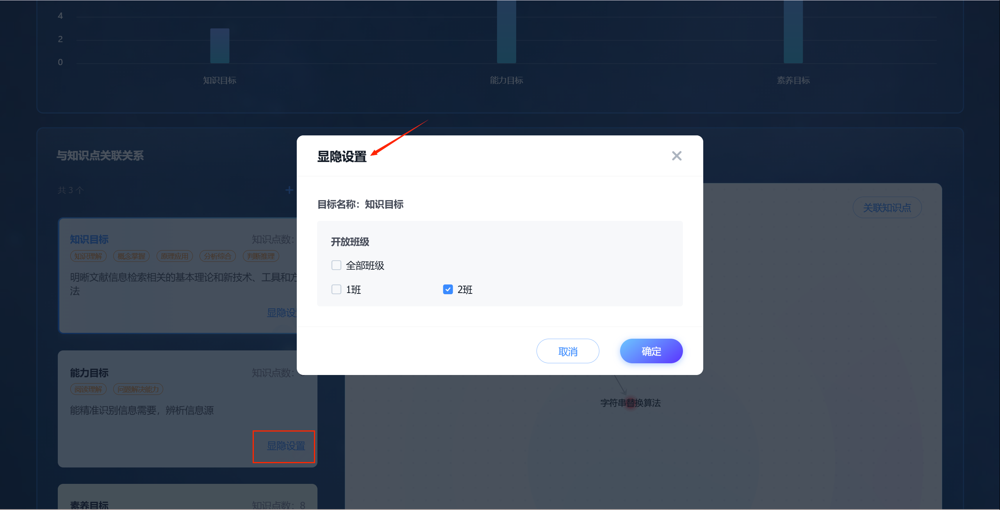 4
2
0
知识目标
能力目标
素养目标
与知识点关联关系
共 3 个
知识目标
知识点数：
知识理解
概念掌握
原理应用
分析综合
判断推理
明晰文献信息检索相关的基本理论和新技术、工具和方
法
显隐设
能力目标
知识点数：
阅读理解
问题解决能力
能精准识别信息需要，辨析信息源
显隐设置
素养目标
知识点数：8
显隐设置
目标名称：知识目标
开放班级
全部班级
1班
2班
取消
确定
关联知识点
字符串替换算法